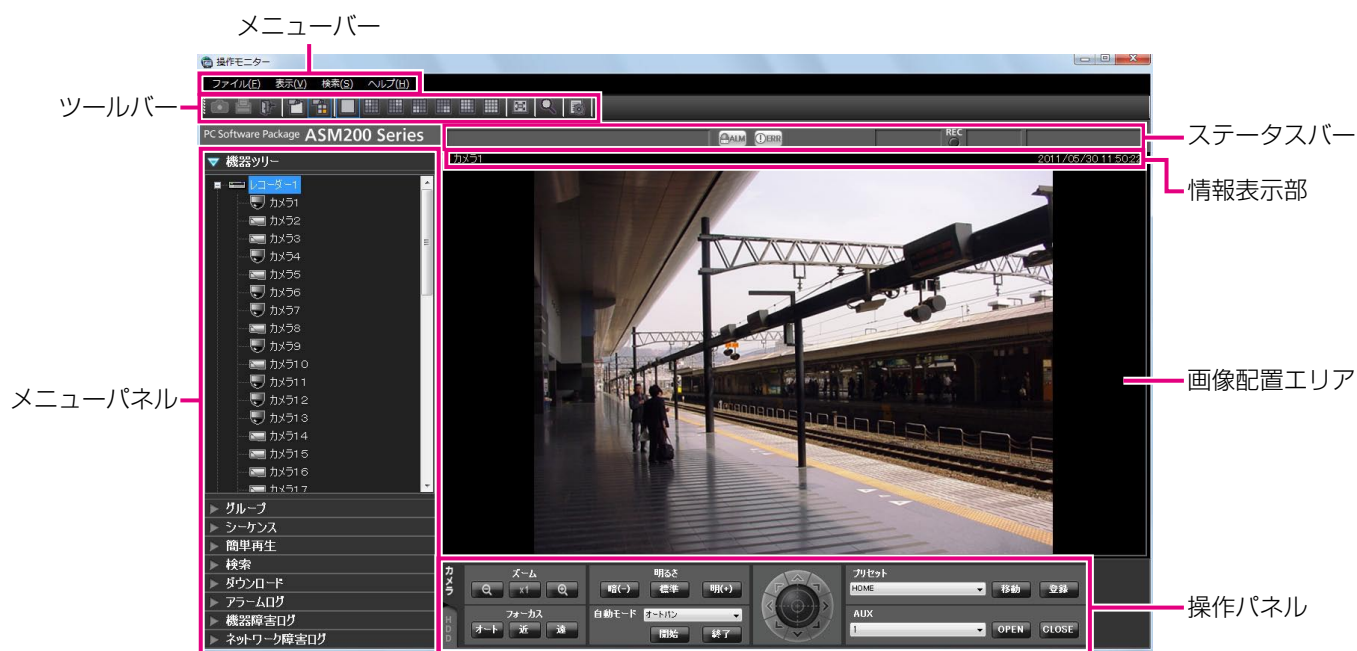 メニューバー
操作モニター
ファイル(F) 表示(V) 検索(S) ヘルプ(H)
ツールバー
PC Software Package ASM200 Series
ALM ERR REC
ステータスバー
カメラ1 2011/05/30 11:50:22
情報表示部
機器ツリー
レコーダー1
カメラ1
カメラ2
カメラ3
カメラ4
カメラ5
カメラ6
カメラ7
カメラ8
カメラ9
カメラ10
カメラ11
カメラ12
カメラ13
カメラ14
カメラ15
カメラ16
カメラ17
メニューパネル
画像配置エリア
グループ
シーケンス
簡単再生
検索
ダウンロード
アラームログ
機器障害ログ
ネットワーク障害ログ
カメラ
HDD
ズーム
x1
フォーカス
オート 近 遠
明るさ
暗(-) 標準 明(+)
自動モード オートパン
開始 終了
プリセット
HOME 移動 登録
AUX
1 OPEN CLOSE
操作パネル